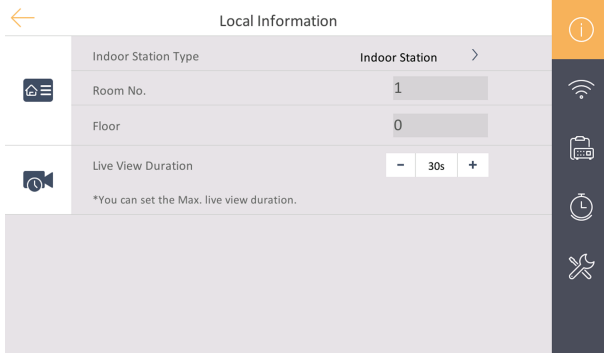 Local Information
Indoor Station Type Indoor Station
Room No. 1
Floor 0
Live View Duration - 30s +
*You can set the Max. live view duration.